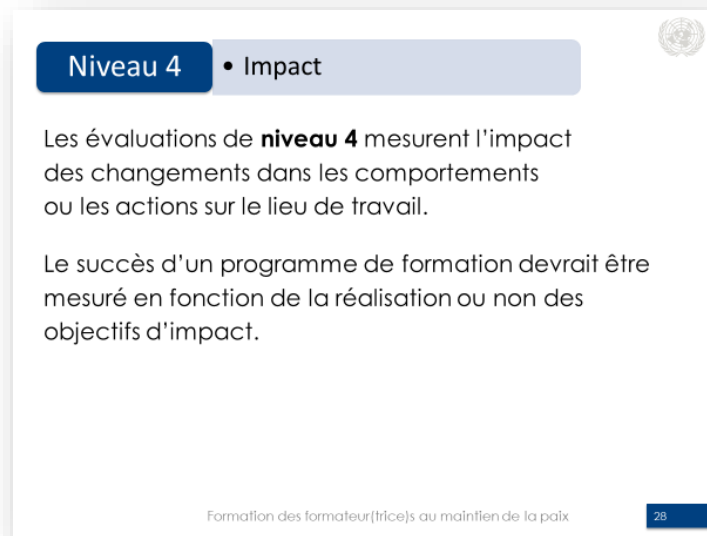 Niveau 4
• Impact
Les évaluations de niveau 4 mesurent l’impact
des changements dans les comportements
ou les actions sur le lieu de travail.
Le succès d’un programme de formation devrait être
mesuré en fonction de la réalisation ou non des
objectifs d’impact.
Formation des formateur(trice)s au maintien de la paix
28